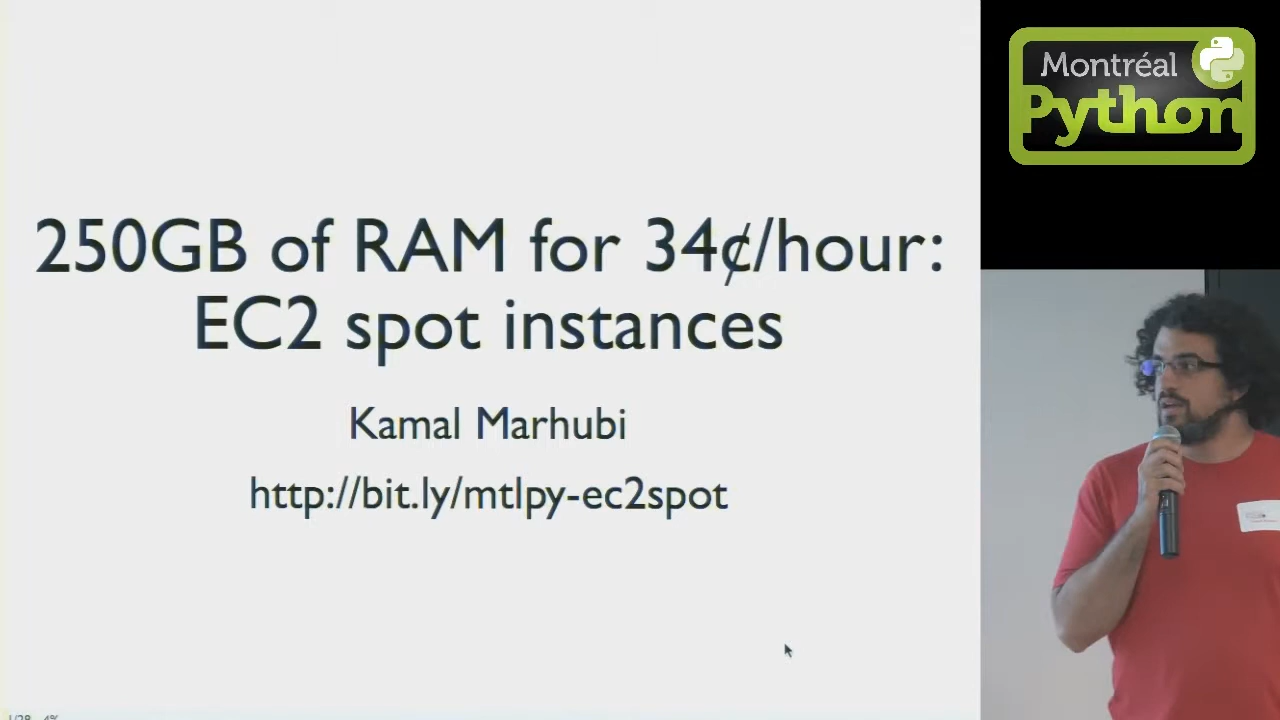 250GB of RAM for 34¢/hour:
EC2 spot instances
Kamal Marhubi
http://bit.ly/mtlpy-ec2spot
Montréal
Python